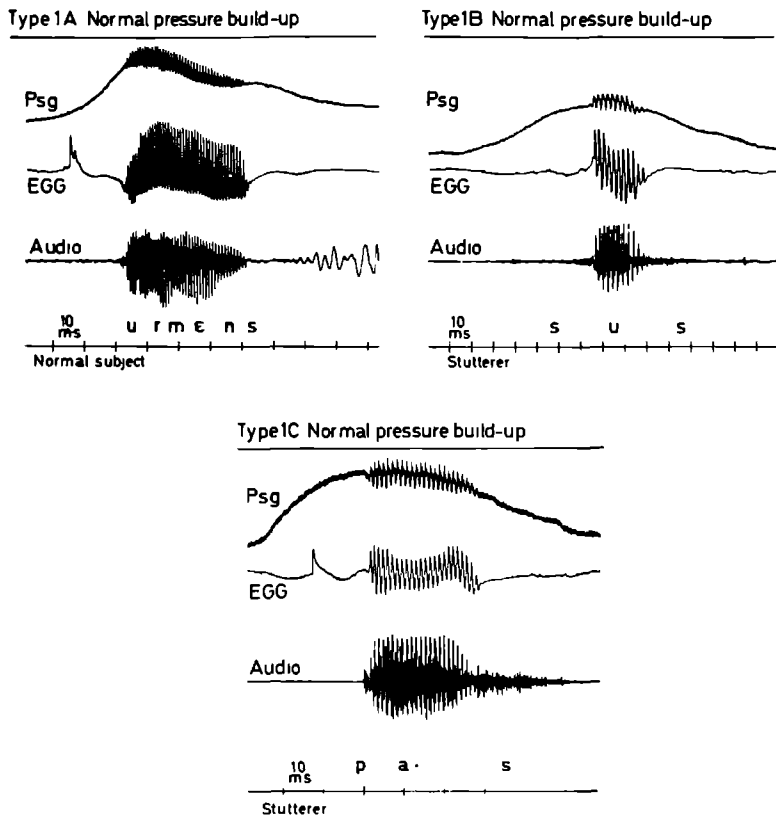 Type 1A Normal pressure build-up
Psg
EGG
Audio
10 ms u r m ɛ n s
Normal subject
Type 1B Normal pressure build-up
Psg
EGG
Audio
10 ms s u s
Stutterer
Type 1C Normal pressure build-up
Psg
EGG
Audio
10 ms p a· s
Stutterer